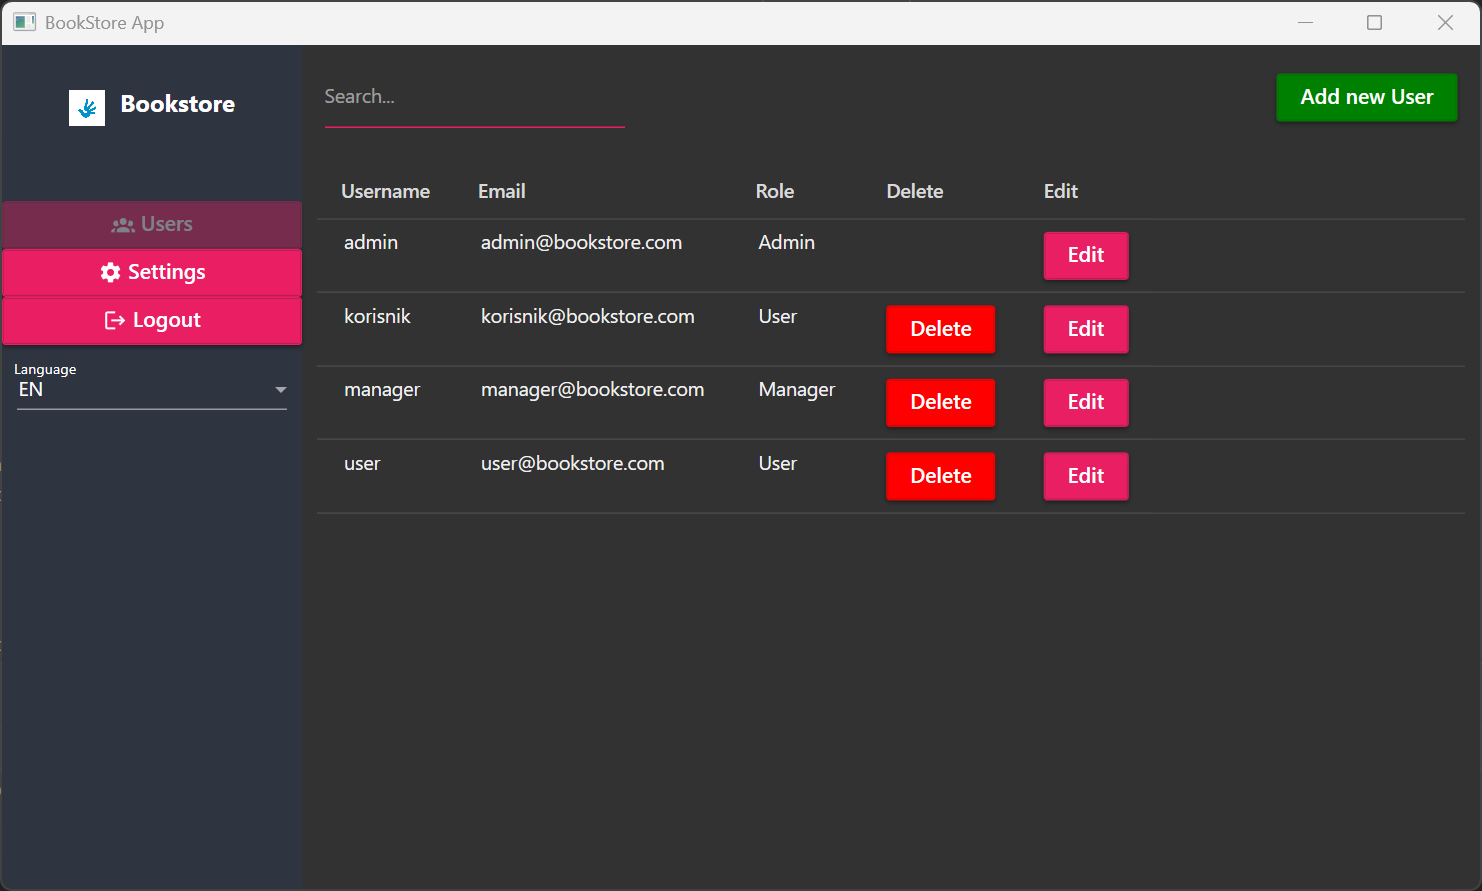 BookStore App
Bookstore
Users
Settings
Logout
Language
EN
Search...
Add new User
Username Email Role Delete Edit
admin admin@bookstore.com Admin Edit
korisnik korisnik@bookstore.com User Delete Edit
manager manager@bookstore.com Manager Delete Edit
user user@bookstore.com User Delete Edit